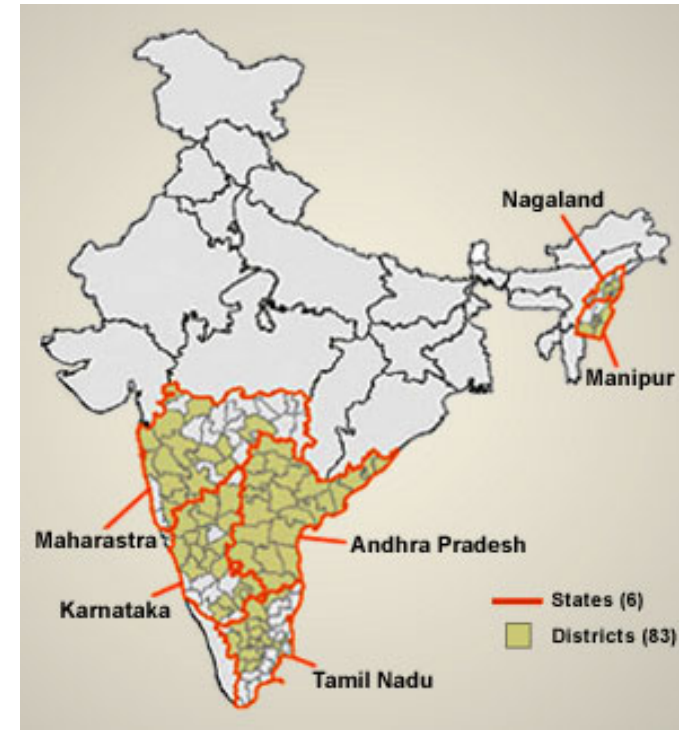 Nagaland
Manipur
Maharastra
Andhra Pradesh
Karnataka
States (6)
Districts (83)
Tamil Nadu